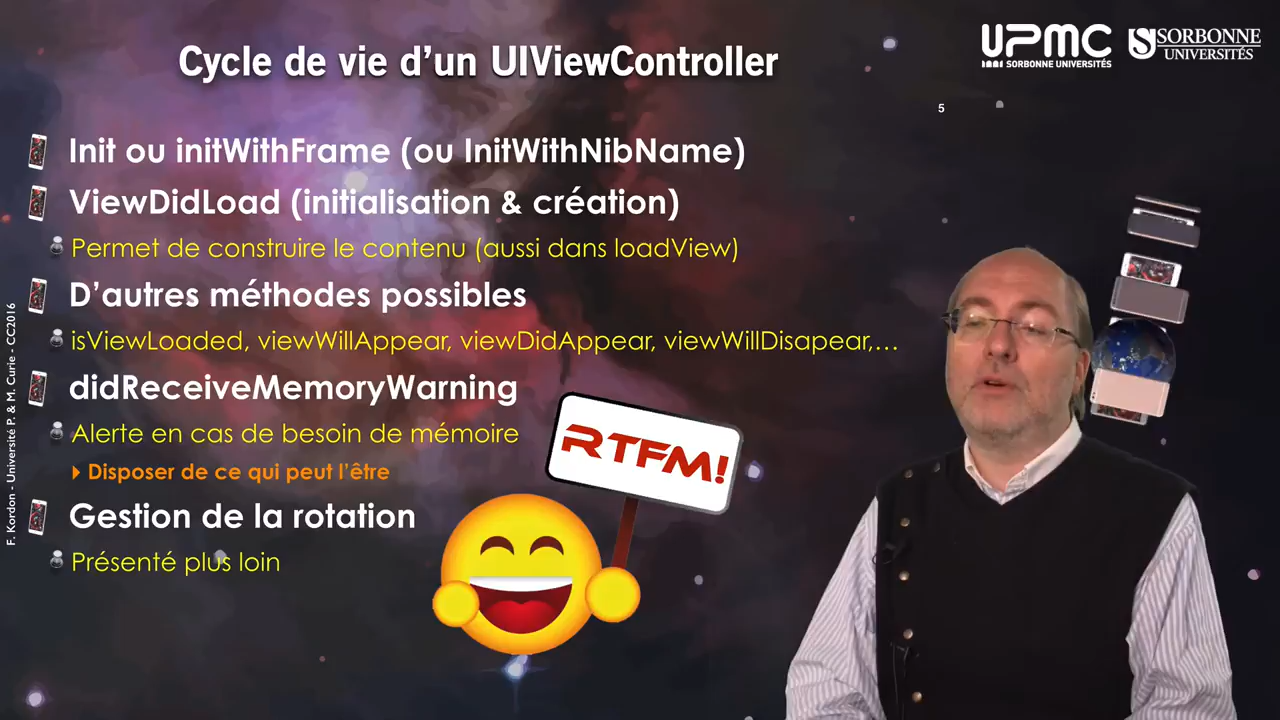 Cycle de vie d'un UIViewController
UPMC
SORBONNE UNIVERSITÉS
SORBONNE
UNIVERSITÉS
5
Init ou initWithFrame (ou InitWithNibName)
ViewDidLoad (initialisation & création)
Permet de construire le contenu (aussi dans loadView)
D'autres méthodes possibles
isViewLoaded, viewWillAppear, viewDidAppear, viewWillDisapear,…
didReceiveMemoryWarning
Alerte en cas de besoin de mémoire
Disposer de ce qui peut l'être
RTFM!
Gestion de la rotation
Présenté plus loin
F. Kordon - Université P. & M. Curie - CC2016